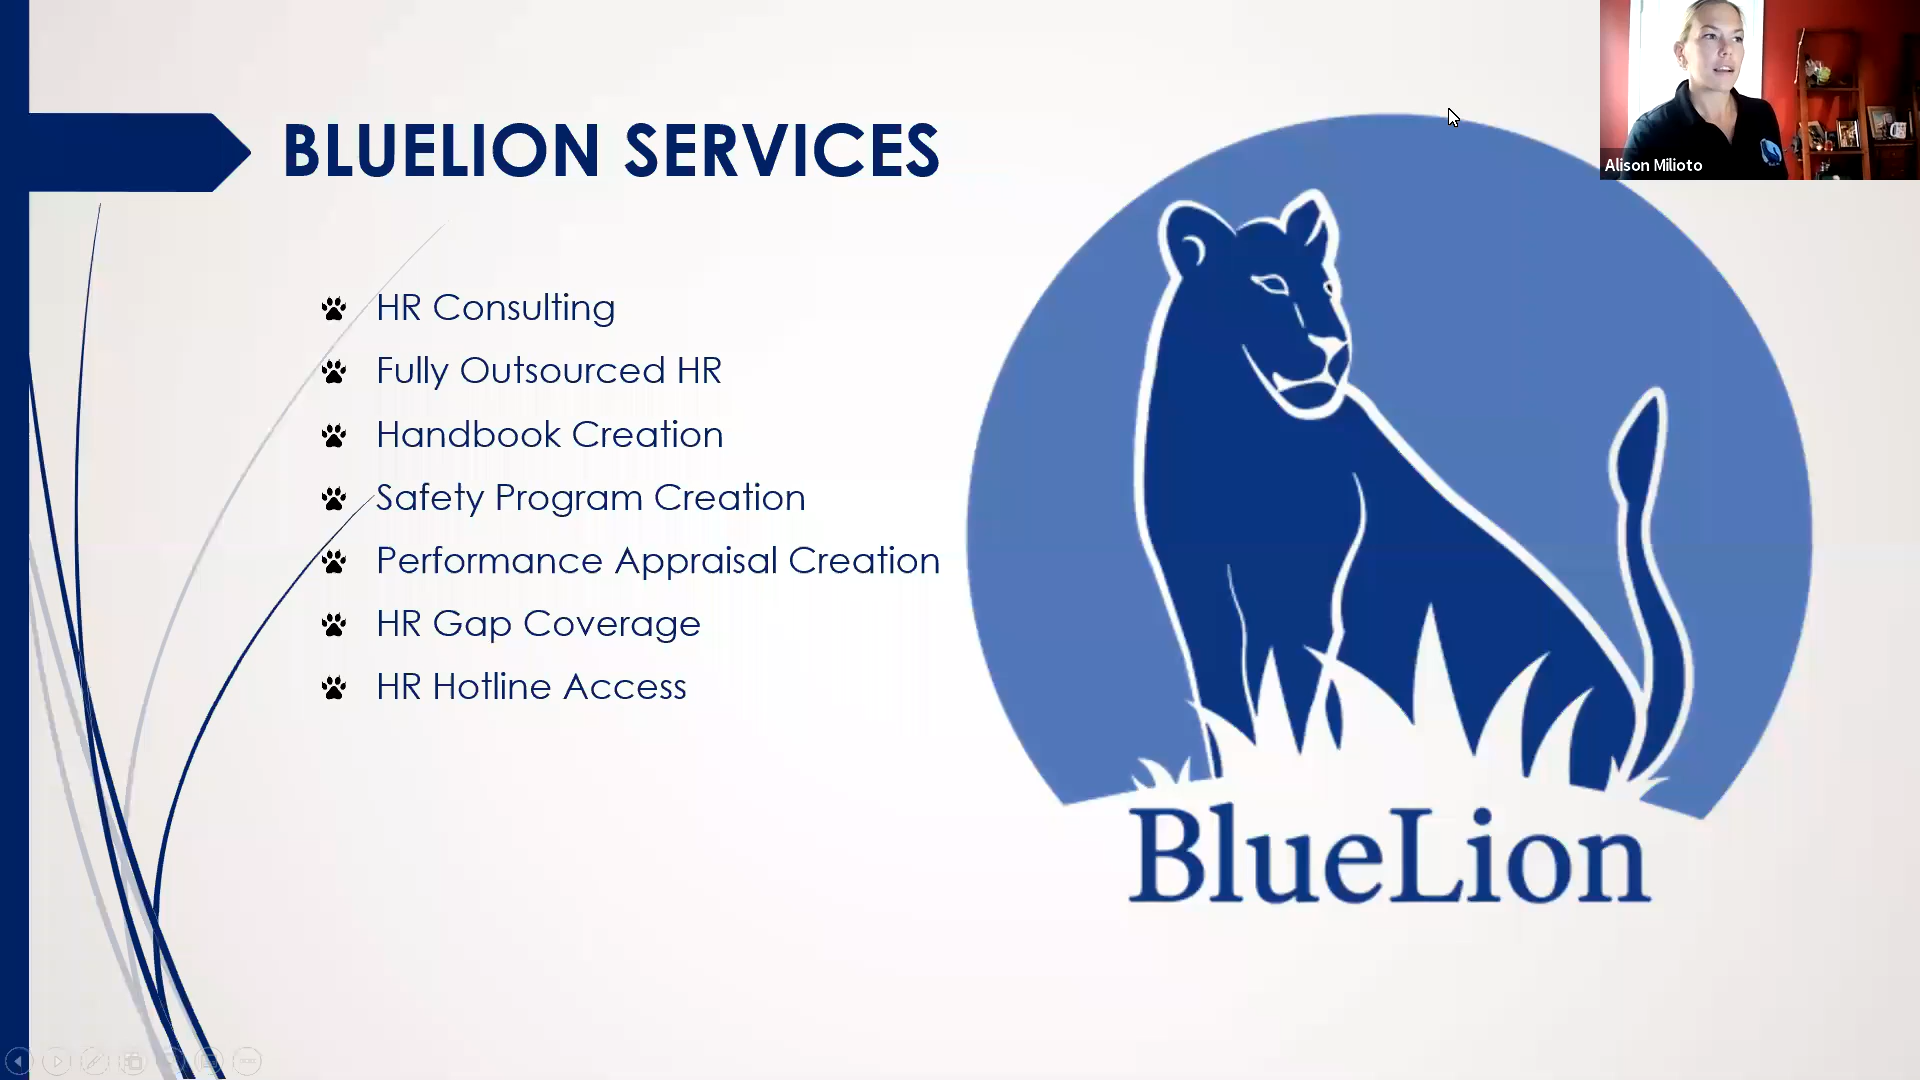 BLUELION SERVICES
HR Consulting
Fully Outsourced HR
Handbook Creation
Safety Program Creation
Performance Appraisal Creation
HR Gap Coverage
HR Hotline Access
Alison Milioto
BlueLion